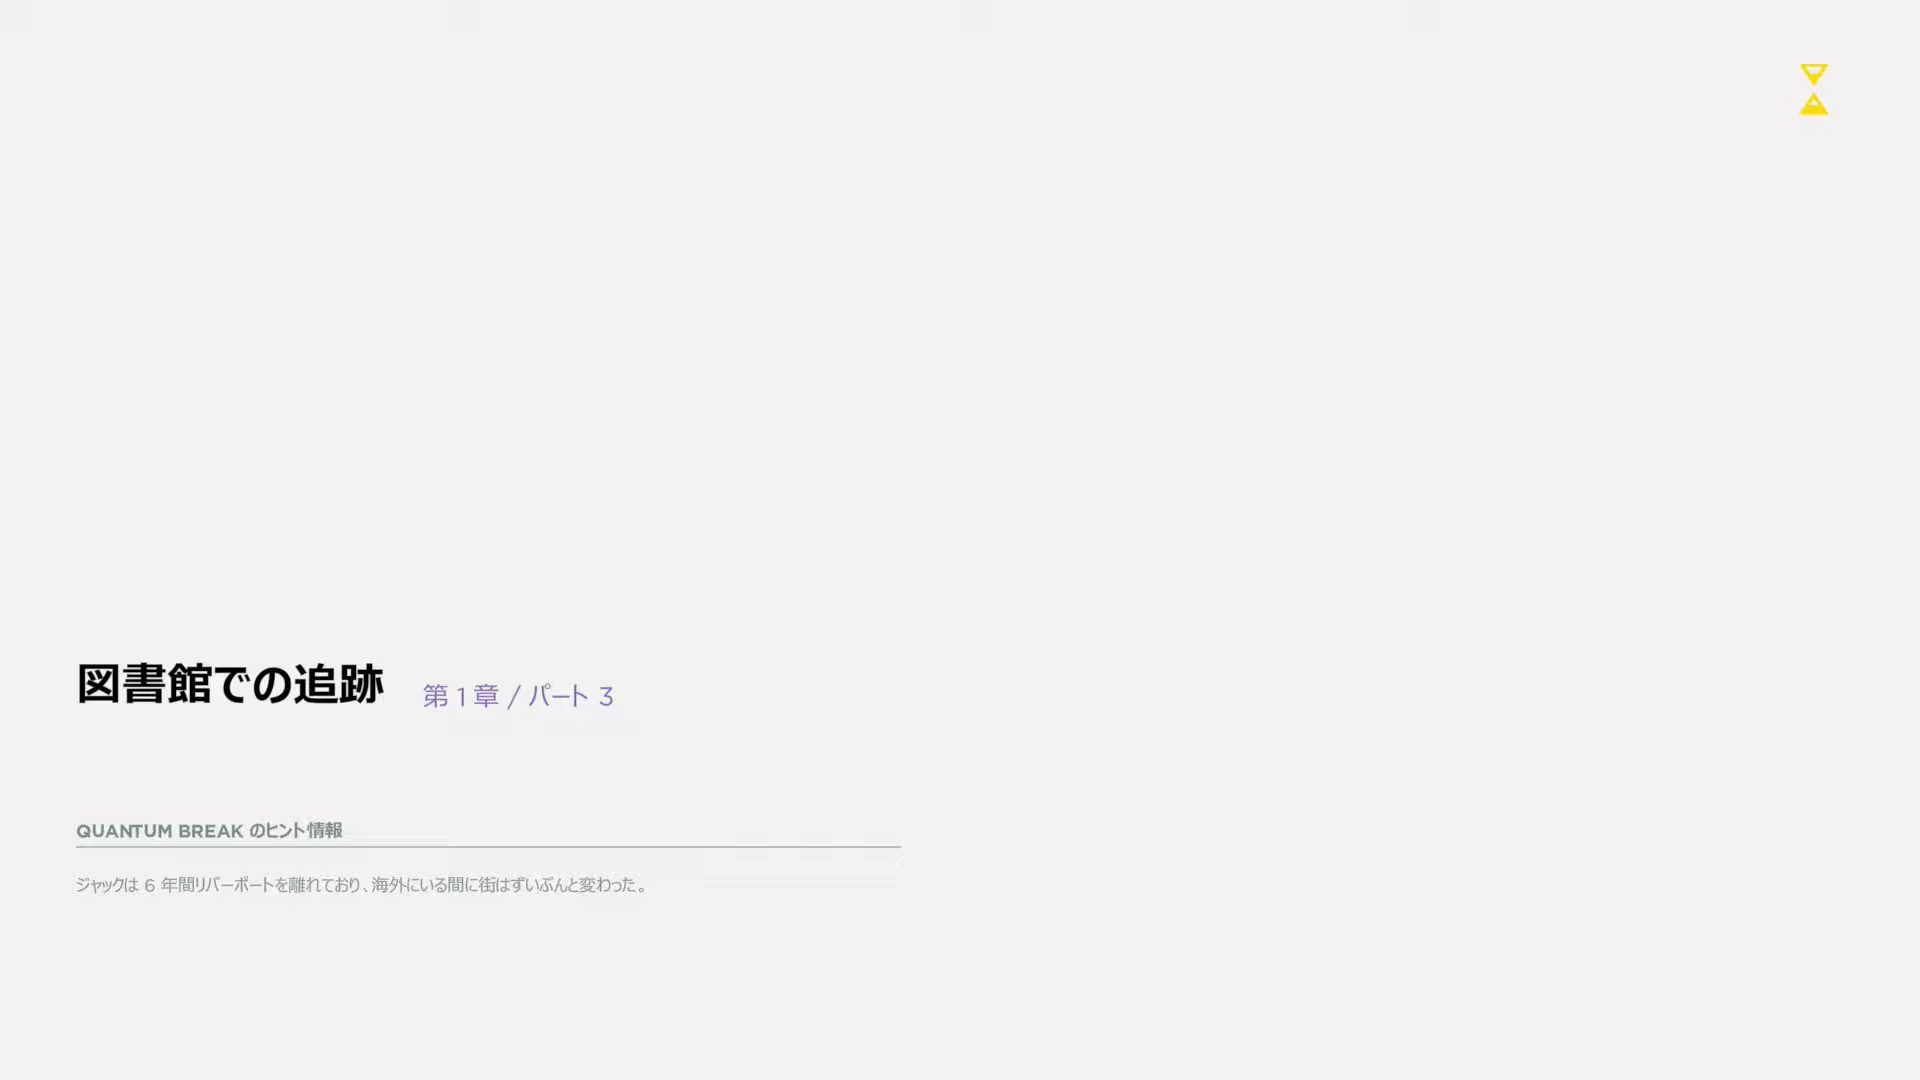 図書館での追跡
第 1 章 / パート 3
QUANTUM BREAK のヒント情報
ジャックは 6 年間リバーポートを離れており、海外にいる間に街はずいぶんと変わった。